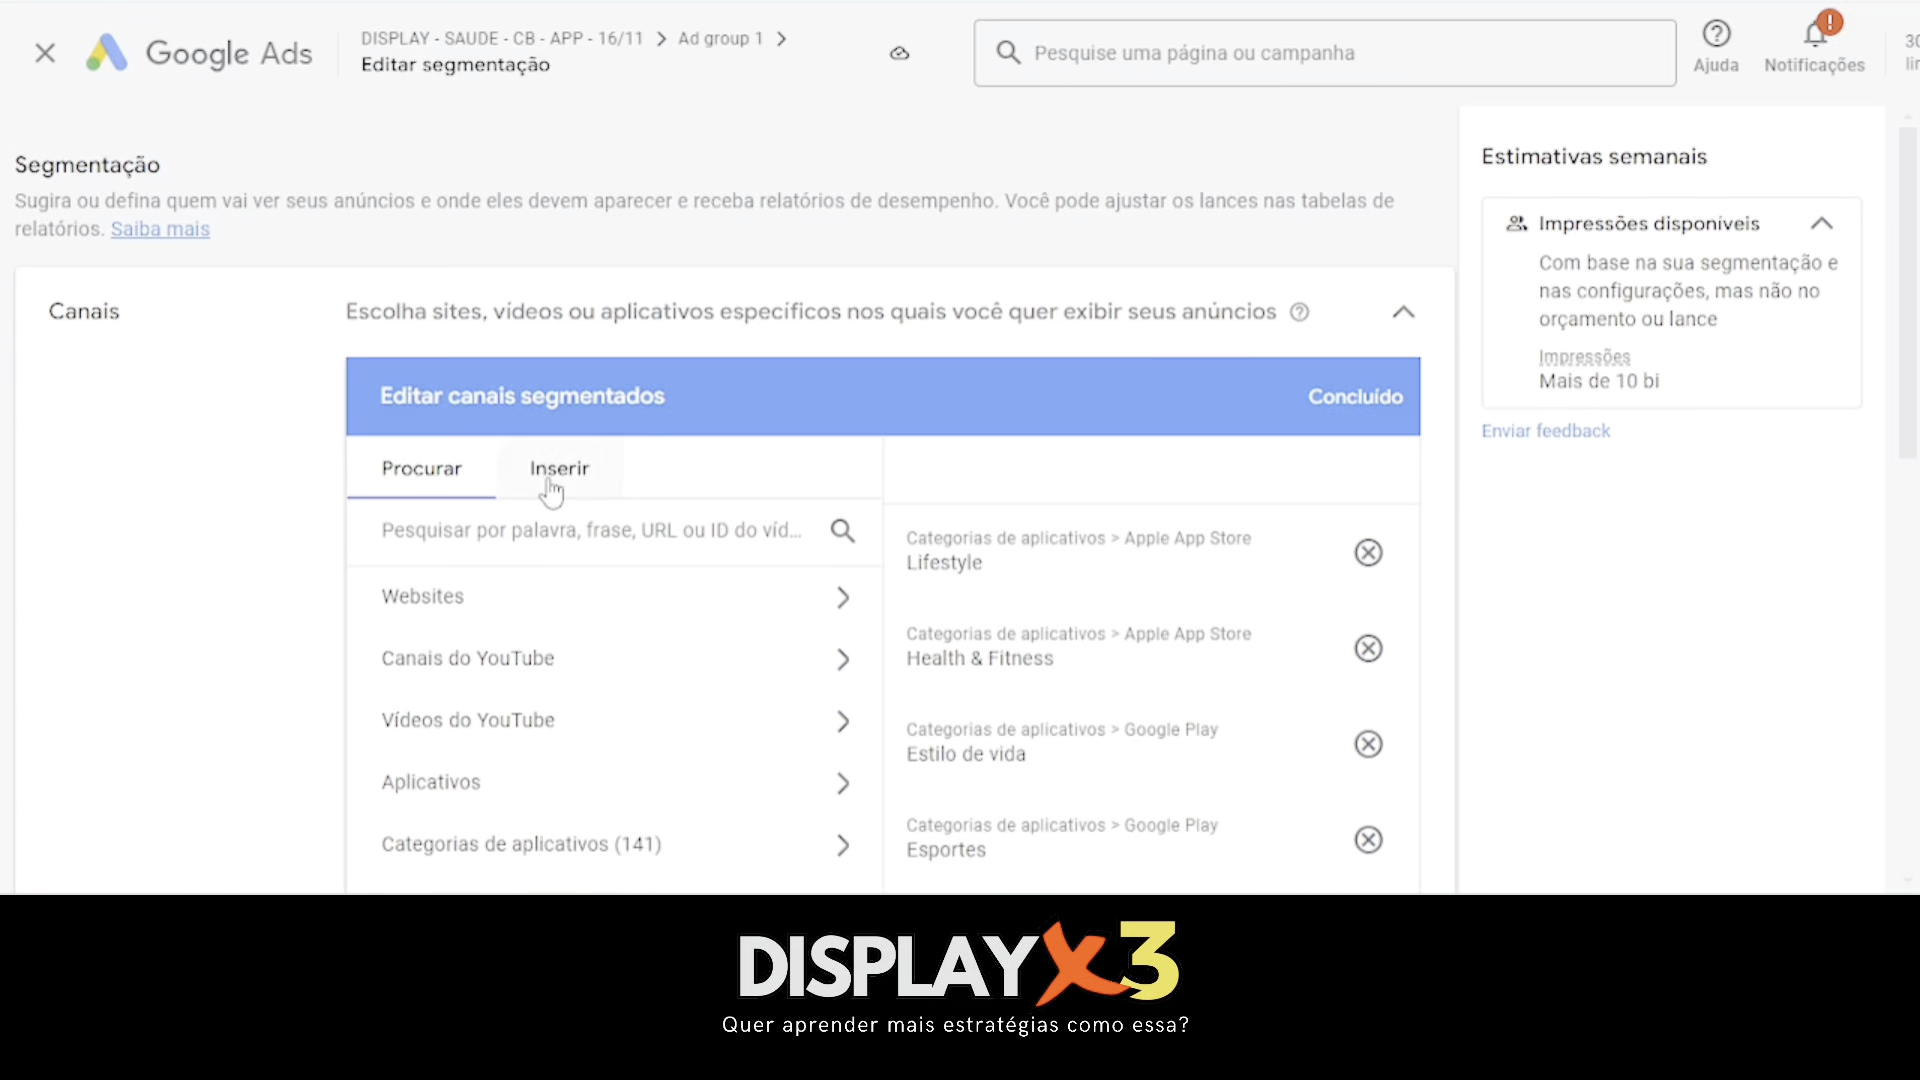 Google Ads
DISPLAY - SAUDE - CB - APP - 16/11 > Ad group 1 >
Editar segmentação
Pesquise uma página ou campanha
Ajuda
Notificações
30
Segmentação
Sugira ou defina quem vai ver seus anúncios e onde eles devem aparecer e receba relatórios de desempenho. Você pode ajustar os lances nas tabelas de
relatórios. Saiba mais
Canais
Escolha sites, vídeos ou aplicativos específicos nos quais você quer exibir seus anúncios
Editar canais segmentados
Concluído
Procurar
Inserir
Pesquisar por palavra, frase, URL ou ID do víd...
Websites
Canais do YouTube
Vídeos do YouTube
Aplicativos
Categorias de aplicativos (141)
Categorias de aplicativos > Apple App Store
Lifestyle
Categorias de aplicativos > Apple App Store
Health & Fitness
Categorias de aplicativos > Google Play
Estilo de vida
Categorias de aplicativos > Google Play
Esportes
Estimativas semanais
Impressões disponíveis
Com base na sua segmentação e
nas configurações, mas não no
orçamento ou lance
Impressões
Mais de 10 bi
Enviar feedback
DISPLAYX3
Quer aprender mais estratégias como essa?